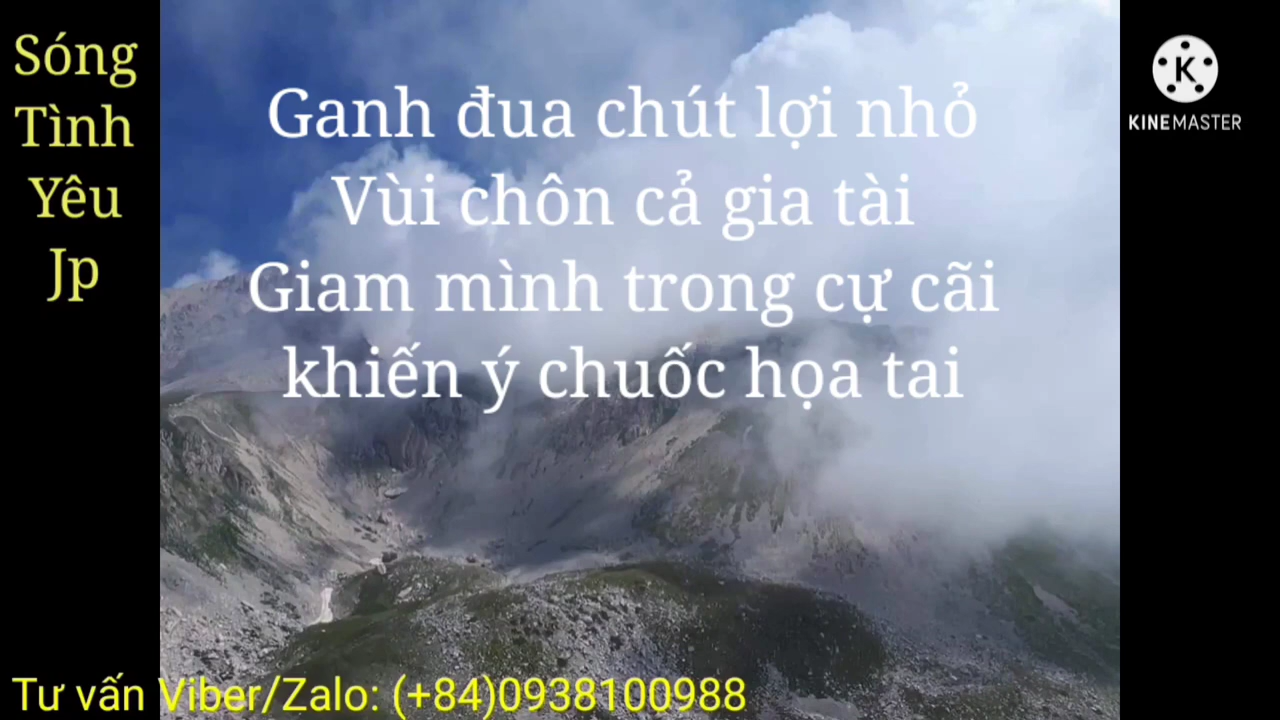 Sóng
Tình
Yêu
Jp
Ganh đua chút lợi nhỏ
Vùi chôn cả gia tài
Giam mình trong cự cãi
khiến ý chuốc họa tai
K
KINEMASTER
Tư vấn Viber/Zalo: (+84)0938100988